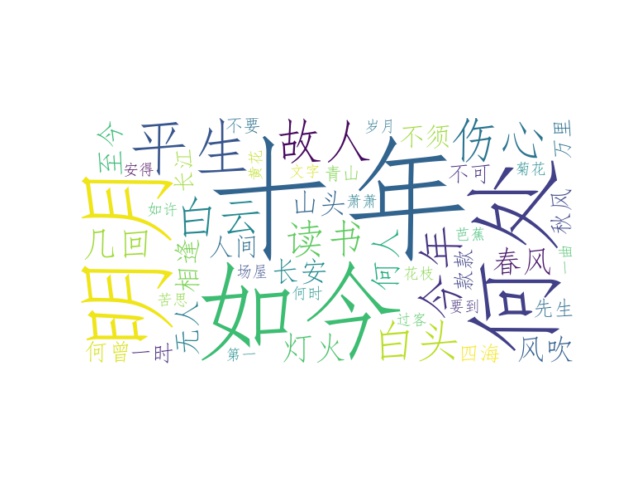 十年
如今
明月
何处
平生
故人
伤心
白云
读书
白头
今年
春风
灯火
长安
几回
相逢
何人
风吹
至今
长江
不须
万里
秋风
山头
人间
无人
何曾
一时
四海
先生
不可
不要
岁月
安得
黄花
文字
青山
菊花
如许
萧萧
芭蕉
一曲
场屋
苦思
何时
花枝
款款
要到
过客
第一